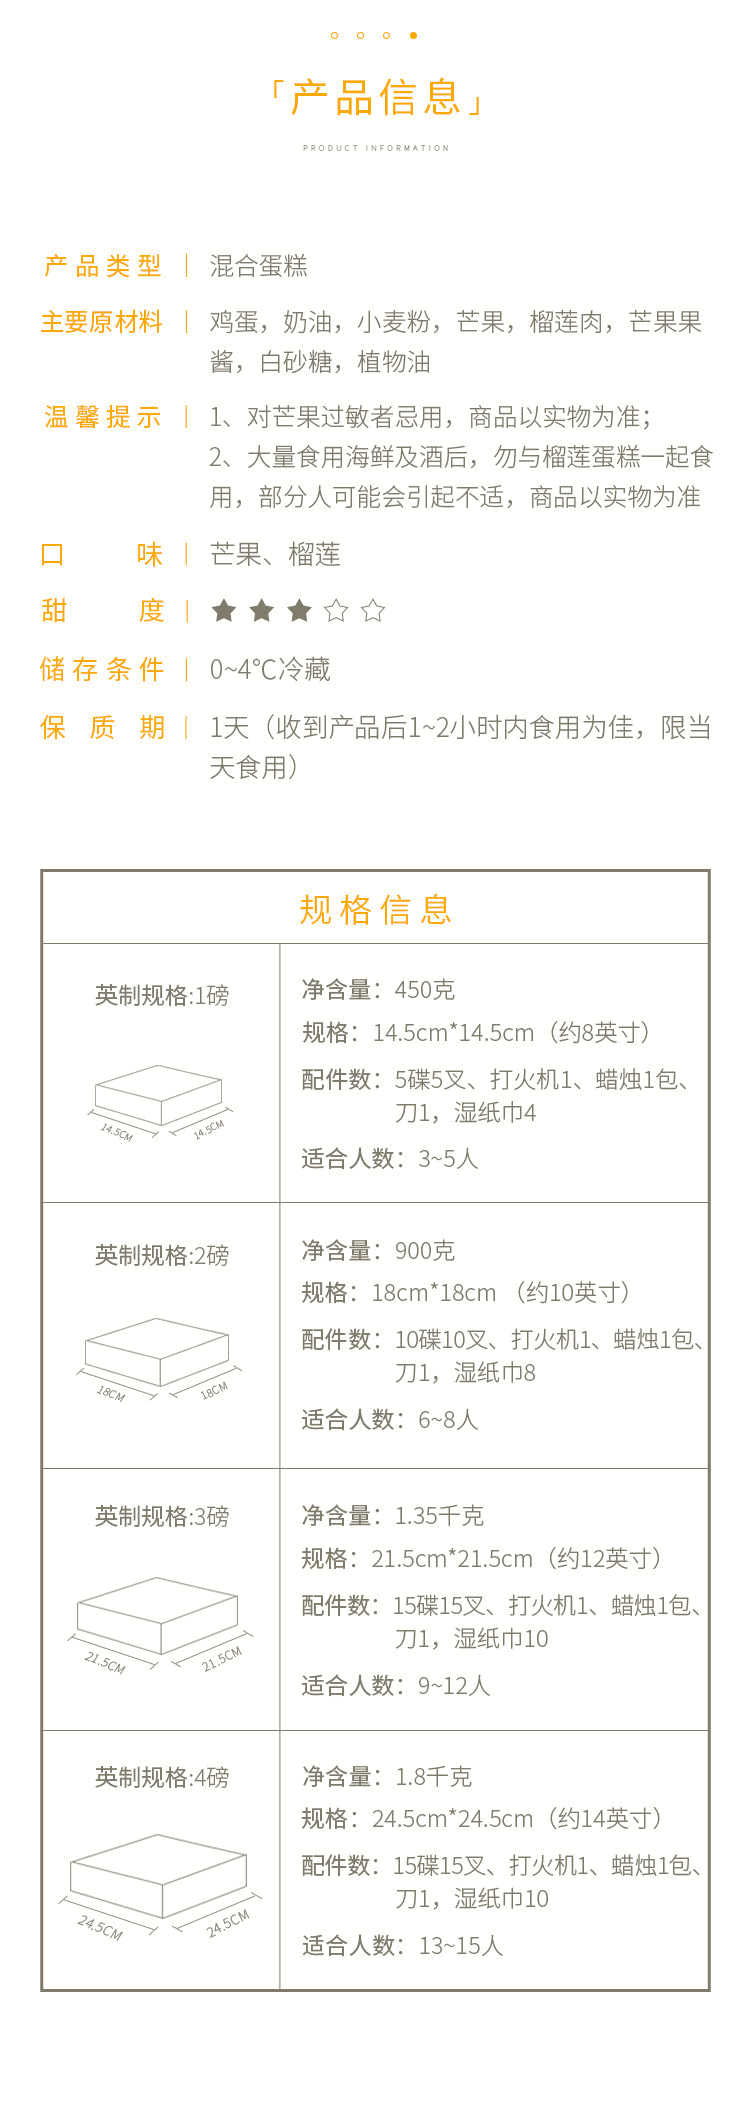 「产品信息」
PRODUCT INFORMATION
产品类型 | 混合蛋糕
主要原材料 | 鸡蛋，奶油，小麦粉，芒果，榴莲肉，芒果果
酱，白砂糖，植物油
温馨提示 | 1、对芒果过敏者忌用，商品以实物为准；
2、大量食用海鲜及酒后，勿与榴莲蛋糕一起食
用，部分人可能会引起不适，商品以实物为准
口味 | 芒果、榴莲
甜度 | ★★★☆☆
储存条件 | 0~4℃冷藏
保质期 | 1天（收到产品后1~2小时内食用为佳，限当
天食用）
规格信息
英制规格:1磅
14.5CM
14.5CM
净含量：450克
规格：14.5cm*14.5cm（约8英寸）
配件数：5碟5叉、打火机1、蜡烛1包、
刀1，湿纸巾4
适合人数：3~5人
英制规格:2磅
18CM
18CM
净含量：900克
规格：18cm*18cm （约10英寸）
配件数：10碟10叉、打火机1、蜡烛1包、
刀1，湿纸巾8
适合人数：6~8人
英制规格:3磅
21.5CM
21.5CM
净含量：1.35千克
规格：21.5cm*21.5cm（约12英寸）
配件数：15碟15叉、打火机1、蜡烛1包、
刀1，湿纸巾10
适合人数：9~12人
英制规格:4磅
24.5CM
24.5CM
净含量：1.8千克
规格：24.5cm*24.5cm（约14英寸）
配件数：15碟15叉、打火机1、蜡烛1包、
刀1，湿纸巾10
适合人数：13~15人